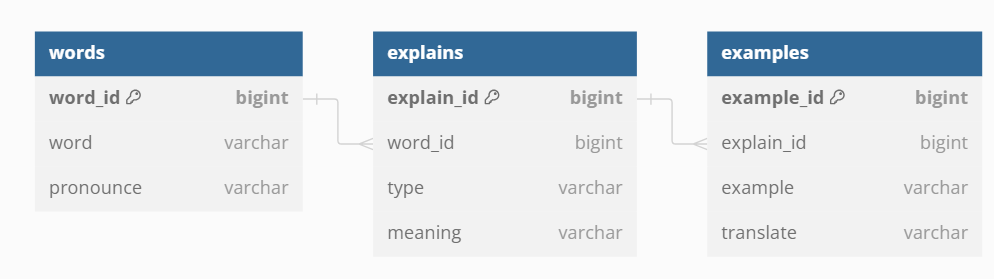 words
word_id bigint
word varchar
pronounce varchar
explains
explain_id bigint
word_id bigint
type varchar
meaning varchar
examples
example_id bigint
explain_id bigint
example varchar
translate varchar